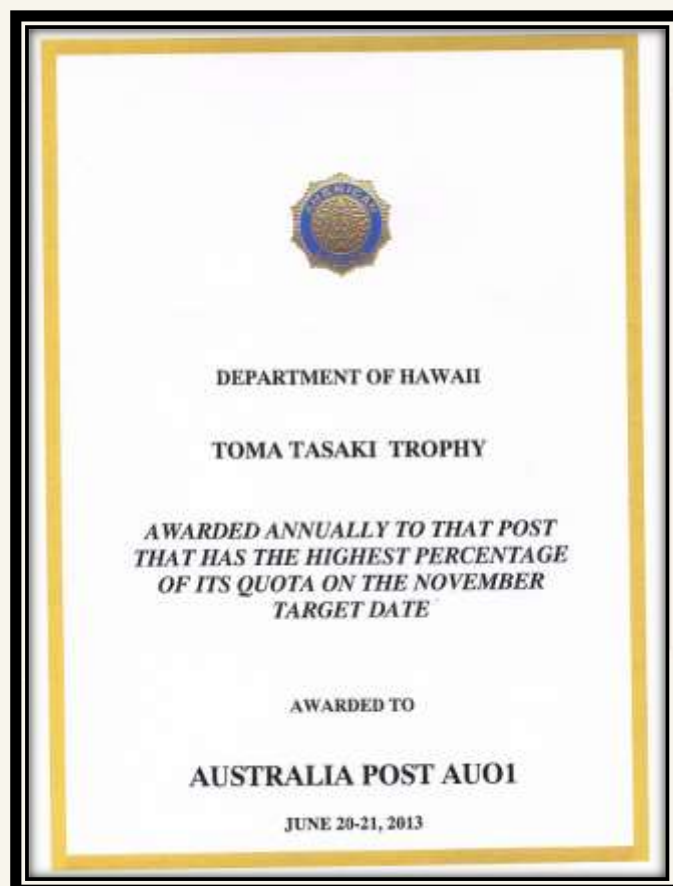 AMERICAN
DEPARTMENT OF HAWAII
TOMA TASAKI TROPHY
AWARDED ANNUALLY TO THAT POST
THAT HAS THE HIGHEST PERCENTAGE
OF ITS QUOTA ON THE NOVEMBER
TARGET DATE
AWARDED TO
AUSTRALIA POST AUO1
JUNE 20-21, 2013